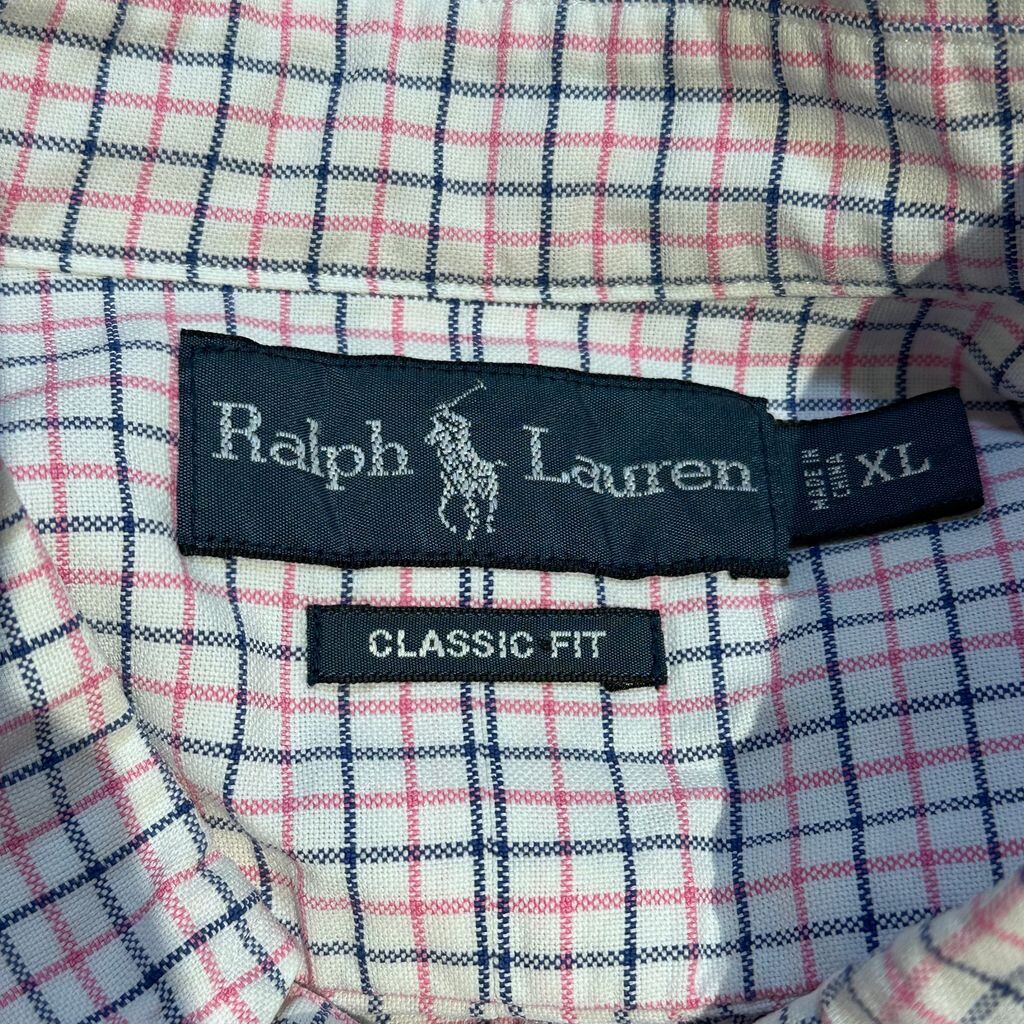 Ralph Lauren
MADE IN
CHINA
XL
CLASSIC FIT